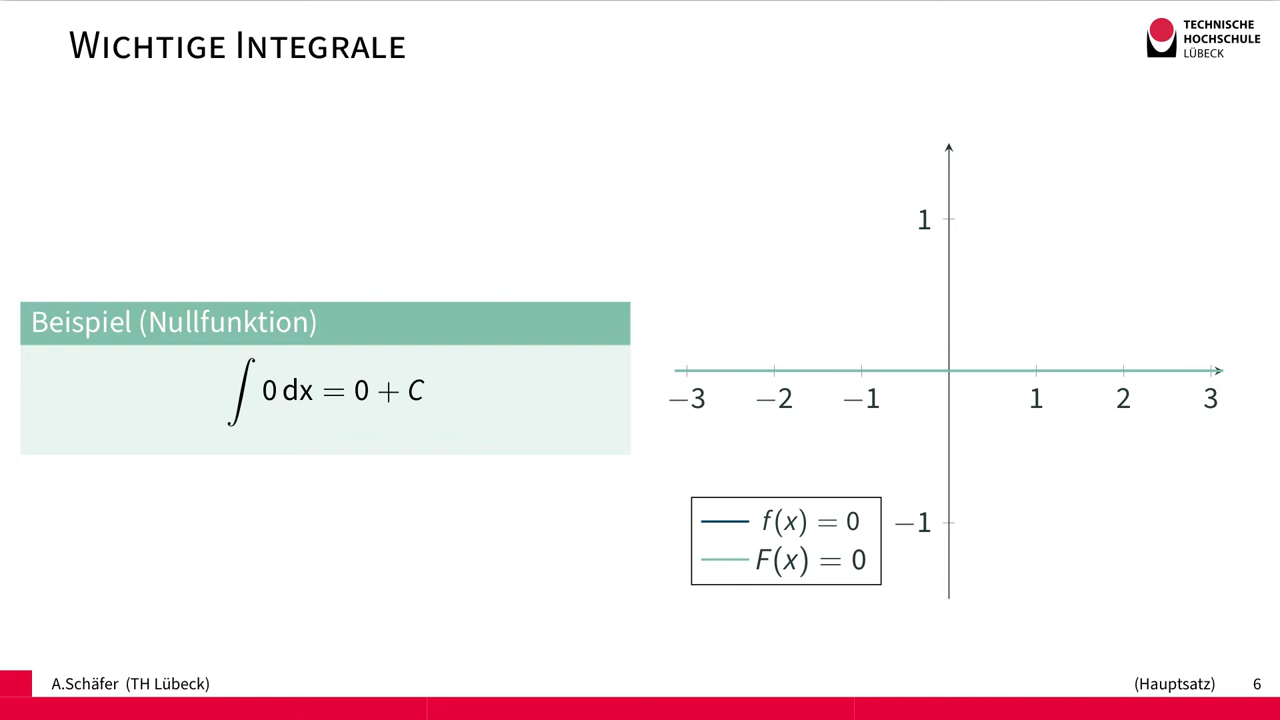 WICHTIGE INTEGRALE
TECHNISCHE
HOCHSCHULE
LÜBECK
Beispiel (Nullfunktion)
∫ 0 dx = 0 + C
1
−3 −2 −1 1 2 3
−1
f(x) = 0
F(x) = 0
A.Schäfer (TH Lübeck) (Hauptsatz) 6